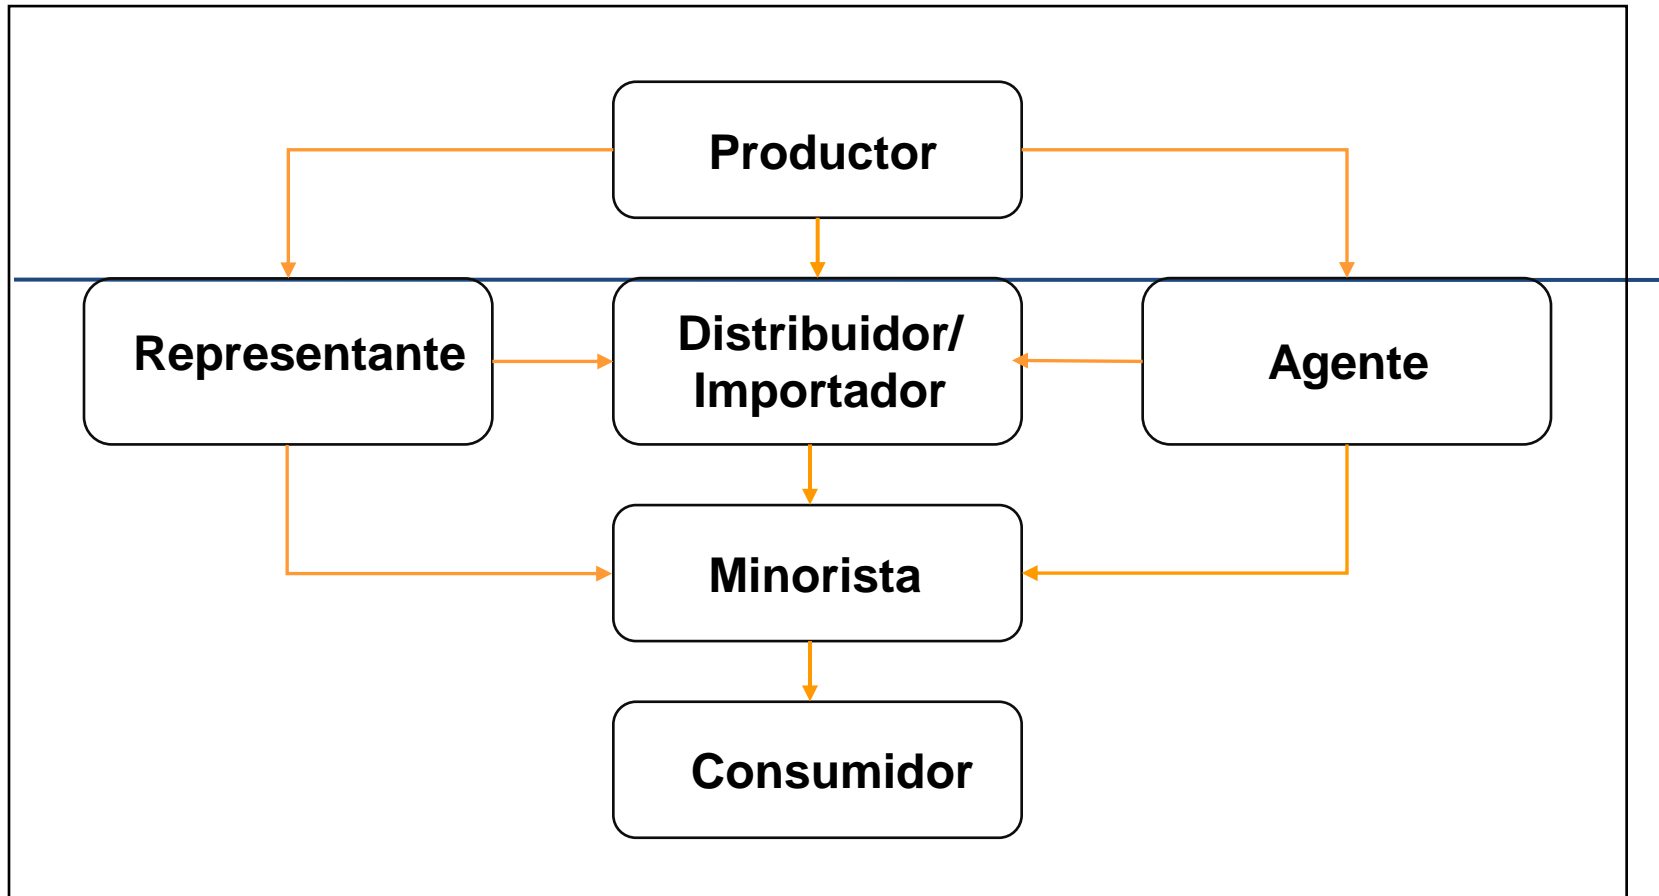 Productor
Representante
Distribuidor/
Importador
Agente
Minorista
Consumidor